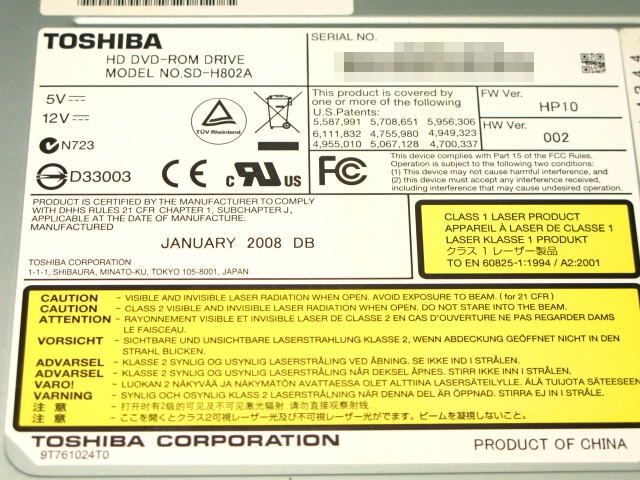 TOSHIBA
HD DVD-ROM DRIVE
MODEL NO.SD-H802A
SERIAL NO.
5V
12V
N723
D33003
TÜV Rheinland
This product is covered by
one or more of the following
U.S.Patents:
5,587,991 5,708,651 5,956,306
6,111,832 4,755,980 4,949,323
4,955,010 5,067,128 4,700,337
FW Ver.
HP10
HW Ver.
002
CE c RU US FC
This device complies with Part 15 of the FCC Rules.
Operation is subject to the following two conditions:
(1) This device may not cause harmful interference, and
(2) this device must accept any interference received,
including interference that may cause undesired operation.
PRODUCT IS CERTIFIED BY THE MANUFACTURER TO COMPLY
WITH DHHS RULES 21 CFR CHAPTER 1, SUBCHAPTER J,
APPLICABLE AT THE DATE OF MANUFACTURE.
MANUFACTURED
JANUARY 2008 DB
TOSHIBA CORPORATION
1-1-1, SHIBAURA, MINATO-KU, TOKYO 105-8001, JAPAN
CLASS 1 LASER PRODUCT
APPAREIL À LASER DE CLASSE 1
LASER KLASSE 1 PRODUKT
クラス 1 レーザー製品
TO EN 60825-1:1994 / A2:2001
CAUTION - VISIBLE AND INVISIBLE LASER RADIATION WHEN OPEN. AVOID EXPOSURE TO BEAM. (for 21 CFR)
CAUTION - CLASS 2 VISIBLE AND INVISIBLE LASER RADIATION WHEN OPEN. DO NOT STARE INTO THE BEAM.
ATTENTION - RAYONNEMENT VISIBLE ET INVISIBLE LASER DE CLASSE 2 EN CAS D'OUVERTURE NE PAS REGARDER DANS
LE FAISCEAU.
VORSICHT - SICHTBARE UND UNSICHTBARE LASERSTRAHLUNG KLASSE 2, WENN ABDECKUNG GEÖFFNET NICHT IN DEN
STRAHL BLICKEN.
ADVARSEL - KLASSE 2 SYNLIG OG USYNLIG LASERSTRÅLING VED ÅBNING. SE IKKE IND I STRÅLEN.
ADVARSEL - KLASSE 2 SYNLIG OG USYNLIG LASERSTRÅLING NÅR DEKSEL ÅPNES. STIRR IKKE INN I STRÅLEN.
VARO! - LUOKAN 2 NÄKYVÄÄ JA NÄKYMÄTÖN AVATTAESSA OLET ALTTIINA LASERSÄTEILYLLE. ÄLÄ TUIJOTA SÄTEESEEN
VARNING - SYNLIG OCH OSYNLIG KLASS 2 LASERSTRÅLNING NÄR DENNA DEL ÄR ÖPPNAD. STIRRA EJ IN I STRÅLEN.
注 意 - 打开时有2级的可见及不可见激光辐射.请勿直接观察射线.
注 意 - ここを開くとクラス2可視レーザー光及び不可視レーザー光がでます。ビームを凝視しないこと。
TOSHIBA CORPORATION
9T761024T0
PRODUCT OF CHINA